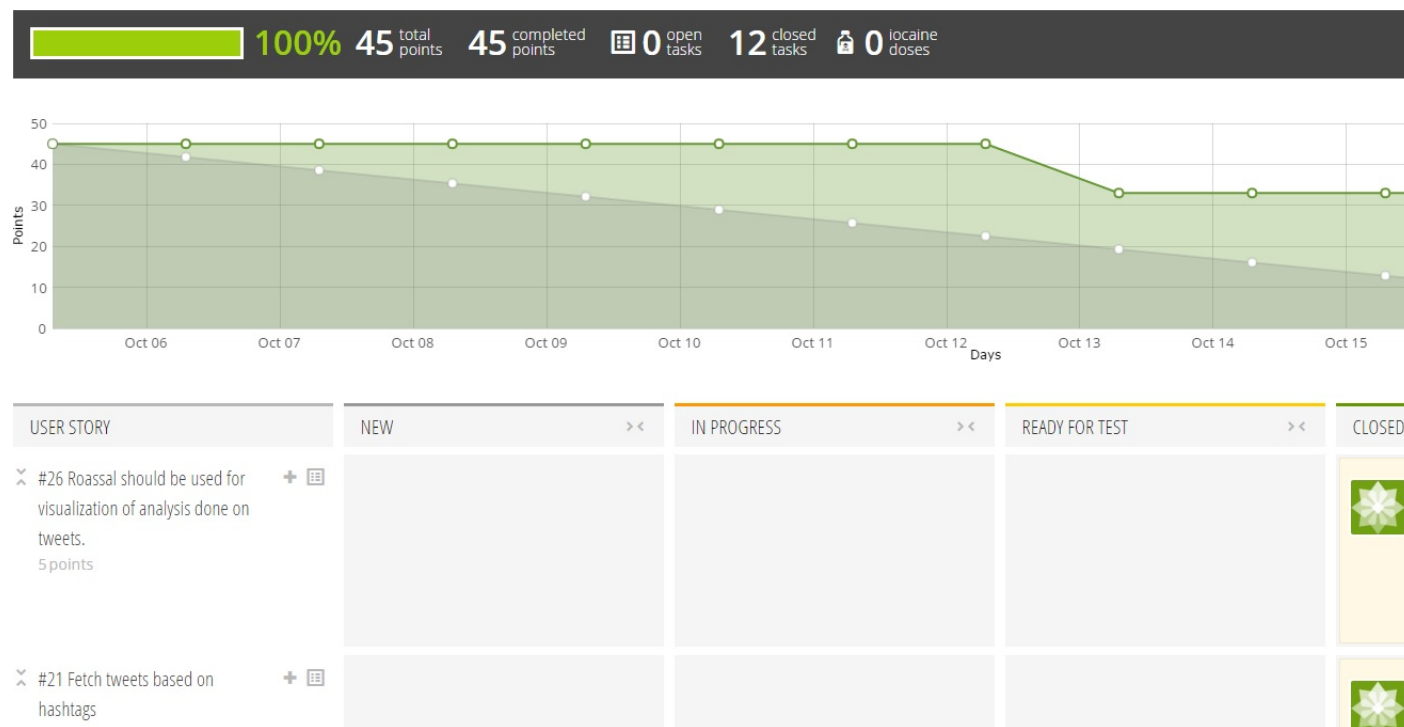 100% 45 total points 45 completed points 0 open tasks 12 closed tasks 0 iocaine doses
50
40
30
20
10
0
Points
Oct 06 Oct 07 Oct 08 Oct 09 Oct 10 Oct 11 Oct 12 Oct 13 Oct 14 Oct 15
Days
USER STORY NEW IN PROGRESS READY FOR TEST CLOSED
#26 Roassal should be used for
visualization of analysis done on
tweets.
5 points
#21 Fetch tweets based on
hashtags